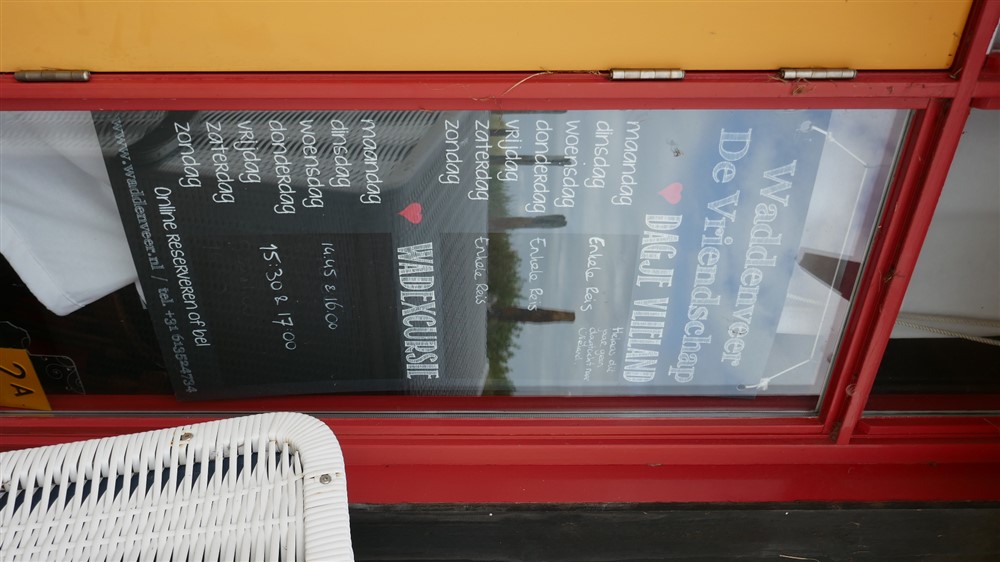 Waddenveer
De Vriendschap
DAGJE VLIELAND
maandag
dinsdag Enkele Reis
woensdag
donderdag Enkele Reis
vrijdag
zaterdag Enkele Reis
zondag
WADEXCURSIE
maandag
dinsdag 14.45 & 16:00
woensdag
donderdag 15:30 & 17:00
vrijdag
zaterdag
zondag
Online RESERVEREN of bel
www.waddenveer.nl / tel +31 613524734
2A